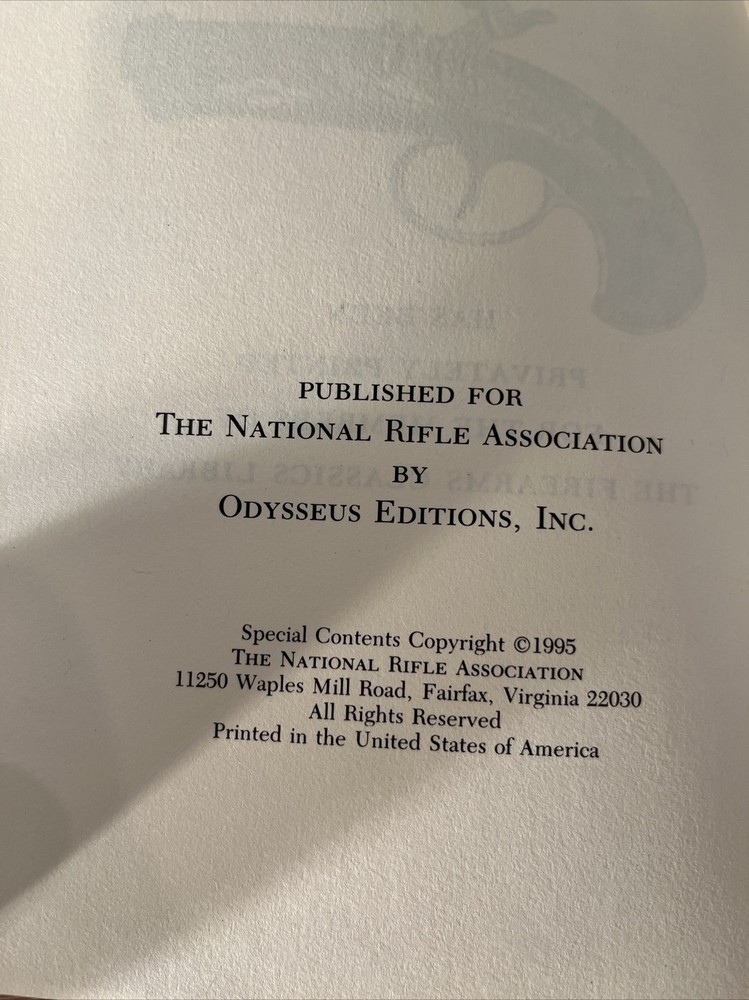 PUBLISHED FOR
THE NATIONAL RIFLE ASSOCIATION
BY
ODYSSEUS EDITIONS, INC.
Special Contents Copyright ©1995
THE NATIONAL RIFLE ASSOCIATION
11250 Waples Mill Road, Fairfax, Virginia 22030
All Rights Reserved
Printed in the United States of America